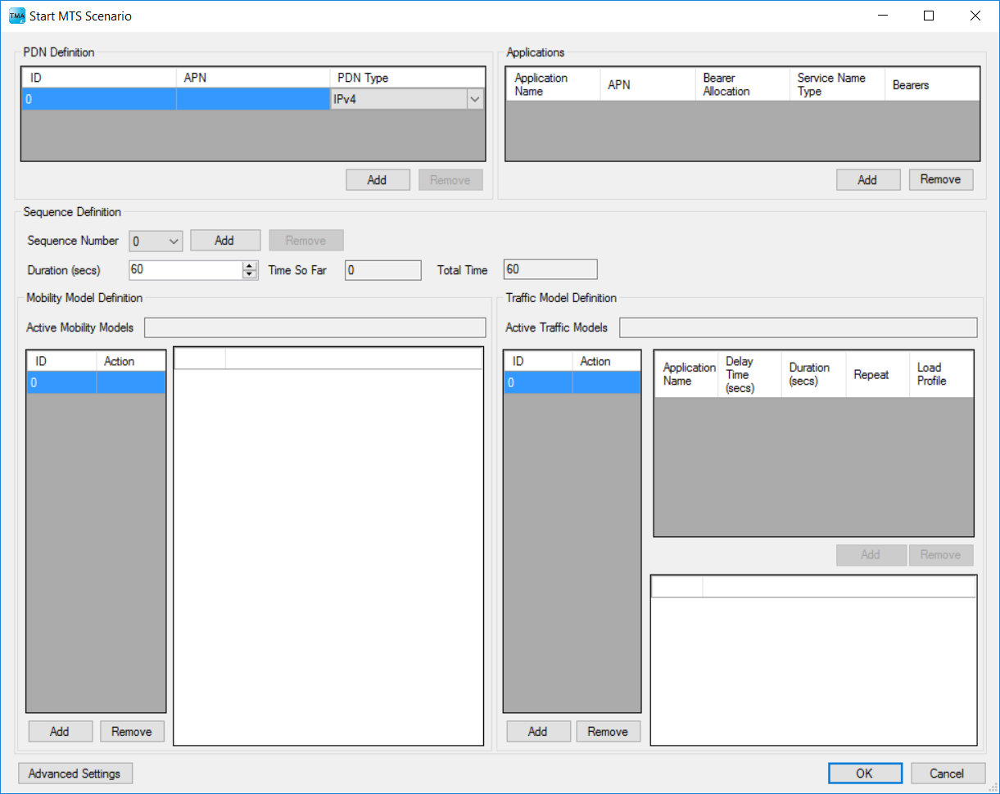 TMA Start MTS Scenario
PDN Definition
ID APN PDN Type
0 IPv4
Add Remove
Applications
Application Name APN Bearer Allocation Service Name Type Bearers
Add Remove
Sequence Definition
Sequence Number 0 Add Remove
Duration (secs) 60 Time So Far 0 Total Time 60
Mobility Model Definition
Active Mobility Models
ID Action
0
Add Remove
Traffic Model Definition
Active Traffic Models
ID Action
0
Add Remove
Application Name Delay Time (secs) Duration (secs) Repeat Load Profile
Add Remove
Advanced Settings OK Cancel